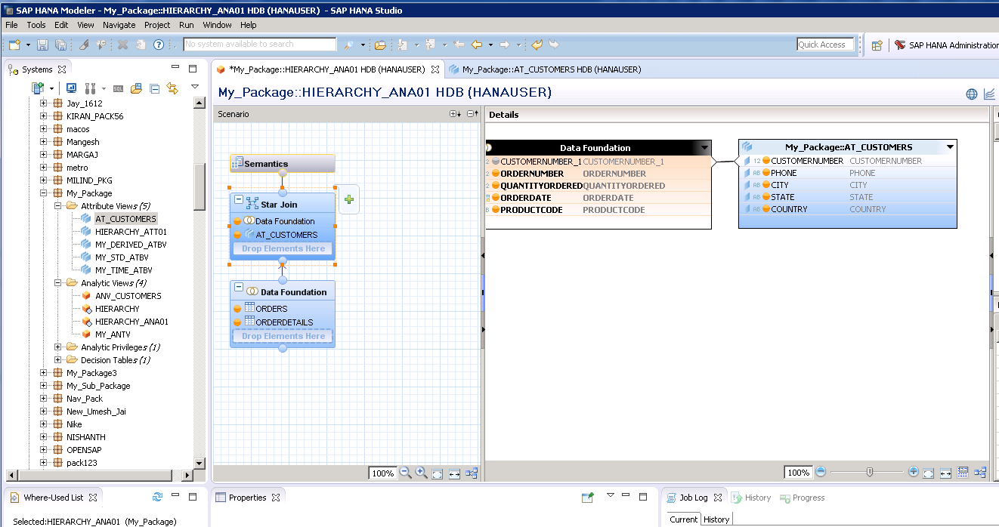 SAP HANA Modeler - My_Package::HIERARCHY_ANA01 HDB (HANAUSER) - SAP HANA Studio
File Tools Edit View Navigate Project Run Window Help
No system available to search
Quick Access
SAP HANA Administration
Systems
Jay_1612
KIRAN_PACK56
macos
Mangesh
MARGAJ
metro
MILIND_PKG
My_Package
Attribute Views (5)
AT_CUSTOMERS
HIERARCHY_ATT01
MY_DERIVED_ATBV
MY_STD_ATBV
MY_TIME_ATBV
Analytic Views (4)
ANV_CUSTOMERS
HIERARCHY
HIERARCHY_ANA01
MY_ANTV
Analytic Privileges (1)
Decision Tables (1)
My_Package3
My_Sub_Package
Nav_Pack
New_Umesh_Jai
Nike
NISHANTH
OPENSAP
pack123
*My_Package::HIERARCHY_ANA01 HDB (HANAUSER)
My_Package::AT_CUSTOMERS HDB (HANAUSER)
My_Package::HIERARCHY_ANA01 HDB (HANAUSER)
Scenario
Semantics
Star Join
Data Foundation
AT_CUSTOMERS
Drop Elements Here
Data Foundation
ORDERS
ORDERDETAILS
Drop Elements Here
100%
Details
Data Foundation
CUSTOMERNUMBER_1 CUSTOMERNUMBER_1
ORDERNUMBER ORDERNUMBER
QUANTITYORDERED QUANTITYORDERED
ORDERDATE ORDERDATE
PRODUCTCODE PRODUCTCODE
My_Package::AT_CUSTOMERS
12 CUSTOMERNUMBER CUSTOMERNUMBER
AB PHONE PHONE
AB CITY CITY
AB STATE STATE
AB COUNTRY COUNTRY
100%
Where-Used List
Selected:HIERARCHY_ANA01 (My_Package)
Properties
Job Log History Progress
Current History